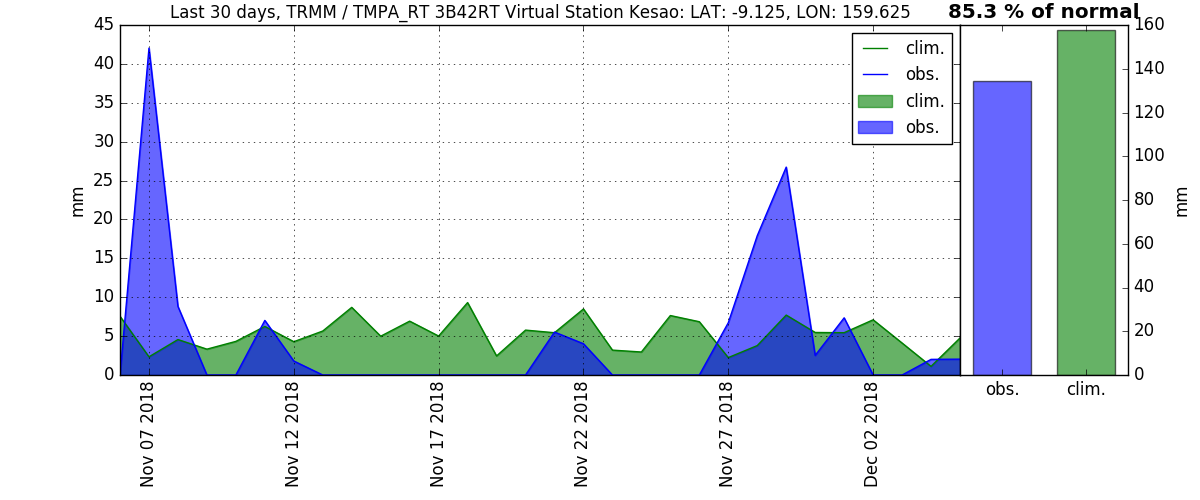 Last 30 days, TRMM / TMPA_RT 3B42RT Virtual Station Kesao: LAT: -9.125, LON: 159.625
85.3 % of normal
45
40
35
30
25
20
15
10
5
0
mm
clim.
obs.
clim.
obs.
Nov 07 2018
Nov 12 2018
Nov 17 2018
Nov 22 2018
Nov 27 2018
Dec 02 2018
160
140
120
100
80
60
40
20
0
mm
obs.
clim.